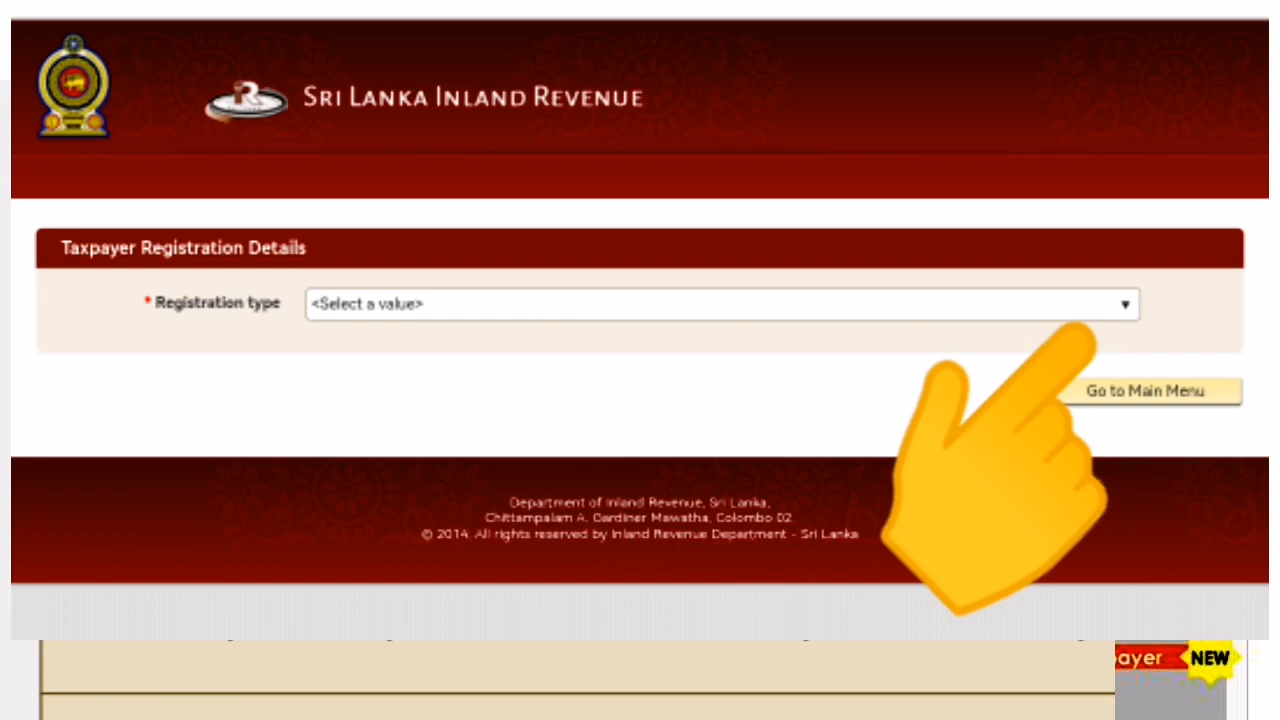 SRI LANKA INLAND REVENUE
Taxpayer Registration Details
* Registration type
<Select a value>
Go to Main Menu
Department of Inland Revenue, Sri Lanka,
Chittampalam A. Gardiner Mawatha, Colombo 02
© 2014. All rights reserved by Inland Revenue Department - Sri Lanka
ayer NEW